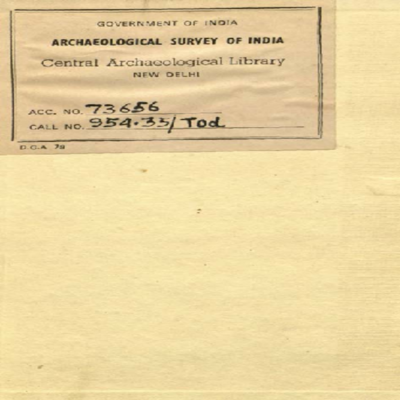 GOVERNMENT OF INDIA
ARCHAEOLOGICAL SURVEY OF INDIA
Central Archaeological Library
NEW DELHI
ACC. NO. 73656
CALL NO. 954.35/Tod
D.G.A. 79